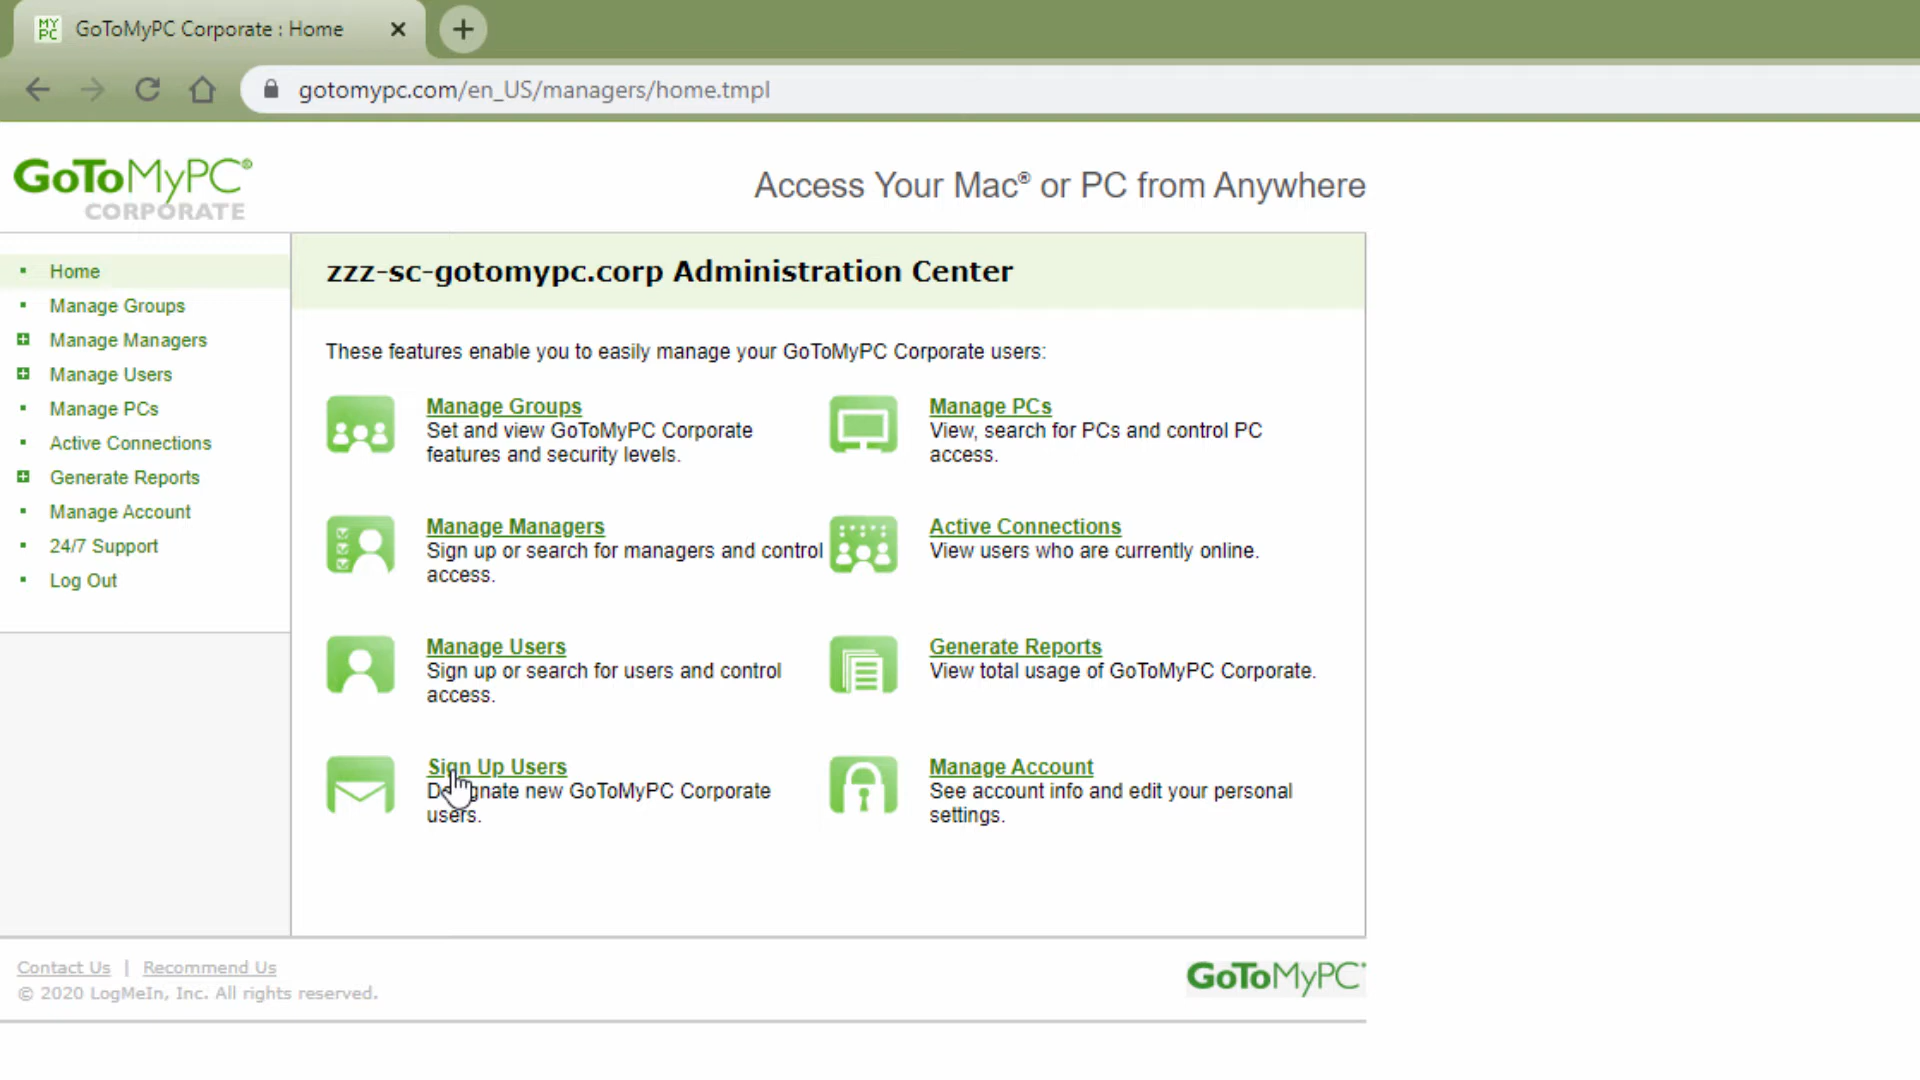 MY PC GoToMyPC Corporate : Home
gotomypc.com/en_US/managers/home.tmpl
GoToMyPC®
CORPORATE
Access Your Mac® or PC from Anywhere
Home
Manage Groups
Manage Managers
Manage Users
Manage PCs
Active Connections
Generate Reports
Manage Account
24/7 Support
Log Out
zzz-sc-gotomypc.corp Administration Center
These features enable you to easily manage your GoToMyPC Corporate users:
Manage Groups
Set and view GoToMyPC Corporate
features and security levels.
Manage PCs
View, search for PCs and control PC
access.
Manage Managers
Sign up or search for managers and control
access.
Active Connections
View users who are currently online.
Manage Users
Sign up or search for users and control
access.
Generate Reports
View total usage of GoToMyPC Corporate.
Sign Up Users
Designate new GoToMyPC Corporate
users.
Manage Account
See account info and edit your personal
settings.
Contact Us | Recommend Us
© 2020 LogMeIn, Inc. All rights reserved.
GoToMyPC